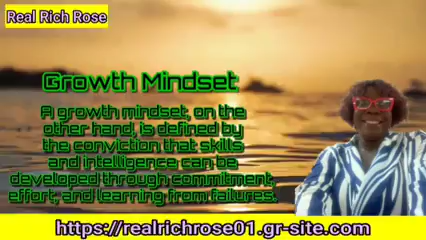 Real Rich Rose
Growth Mindset
A growth mindset, on the
other hand, is defined by
the conviction that skills
and intelligence can be
developed through commitment,
effort, and learning from failures.
https://realrichrose01.gr-site.com